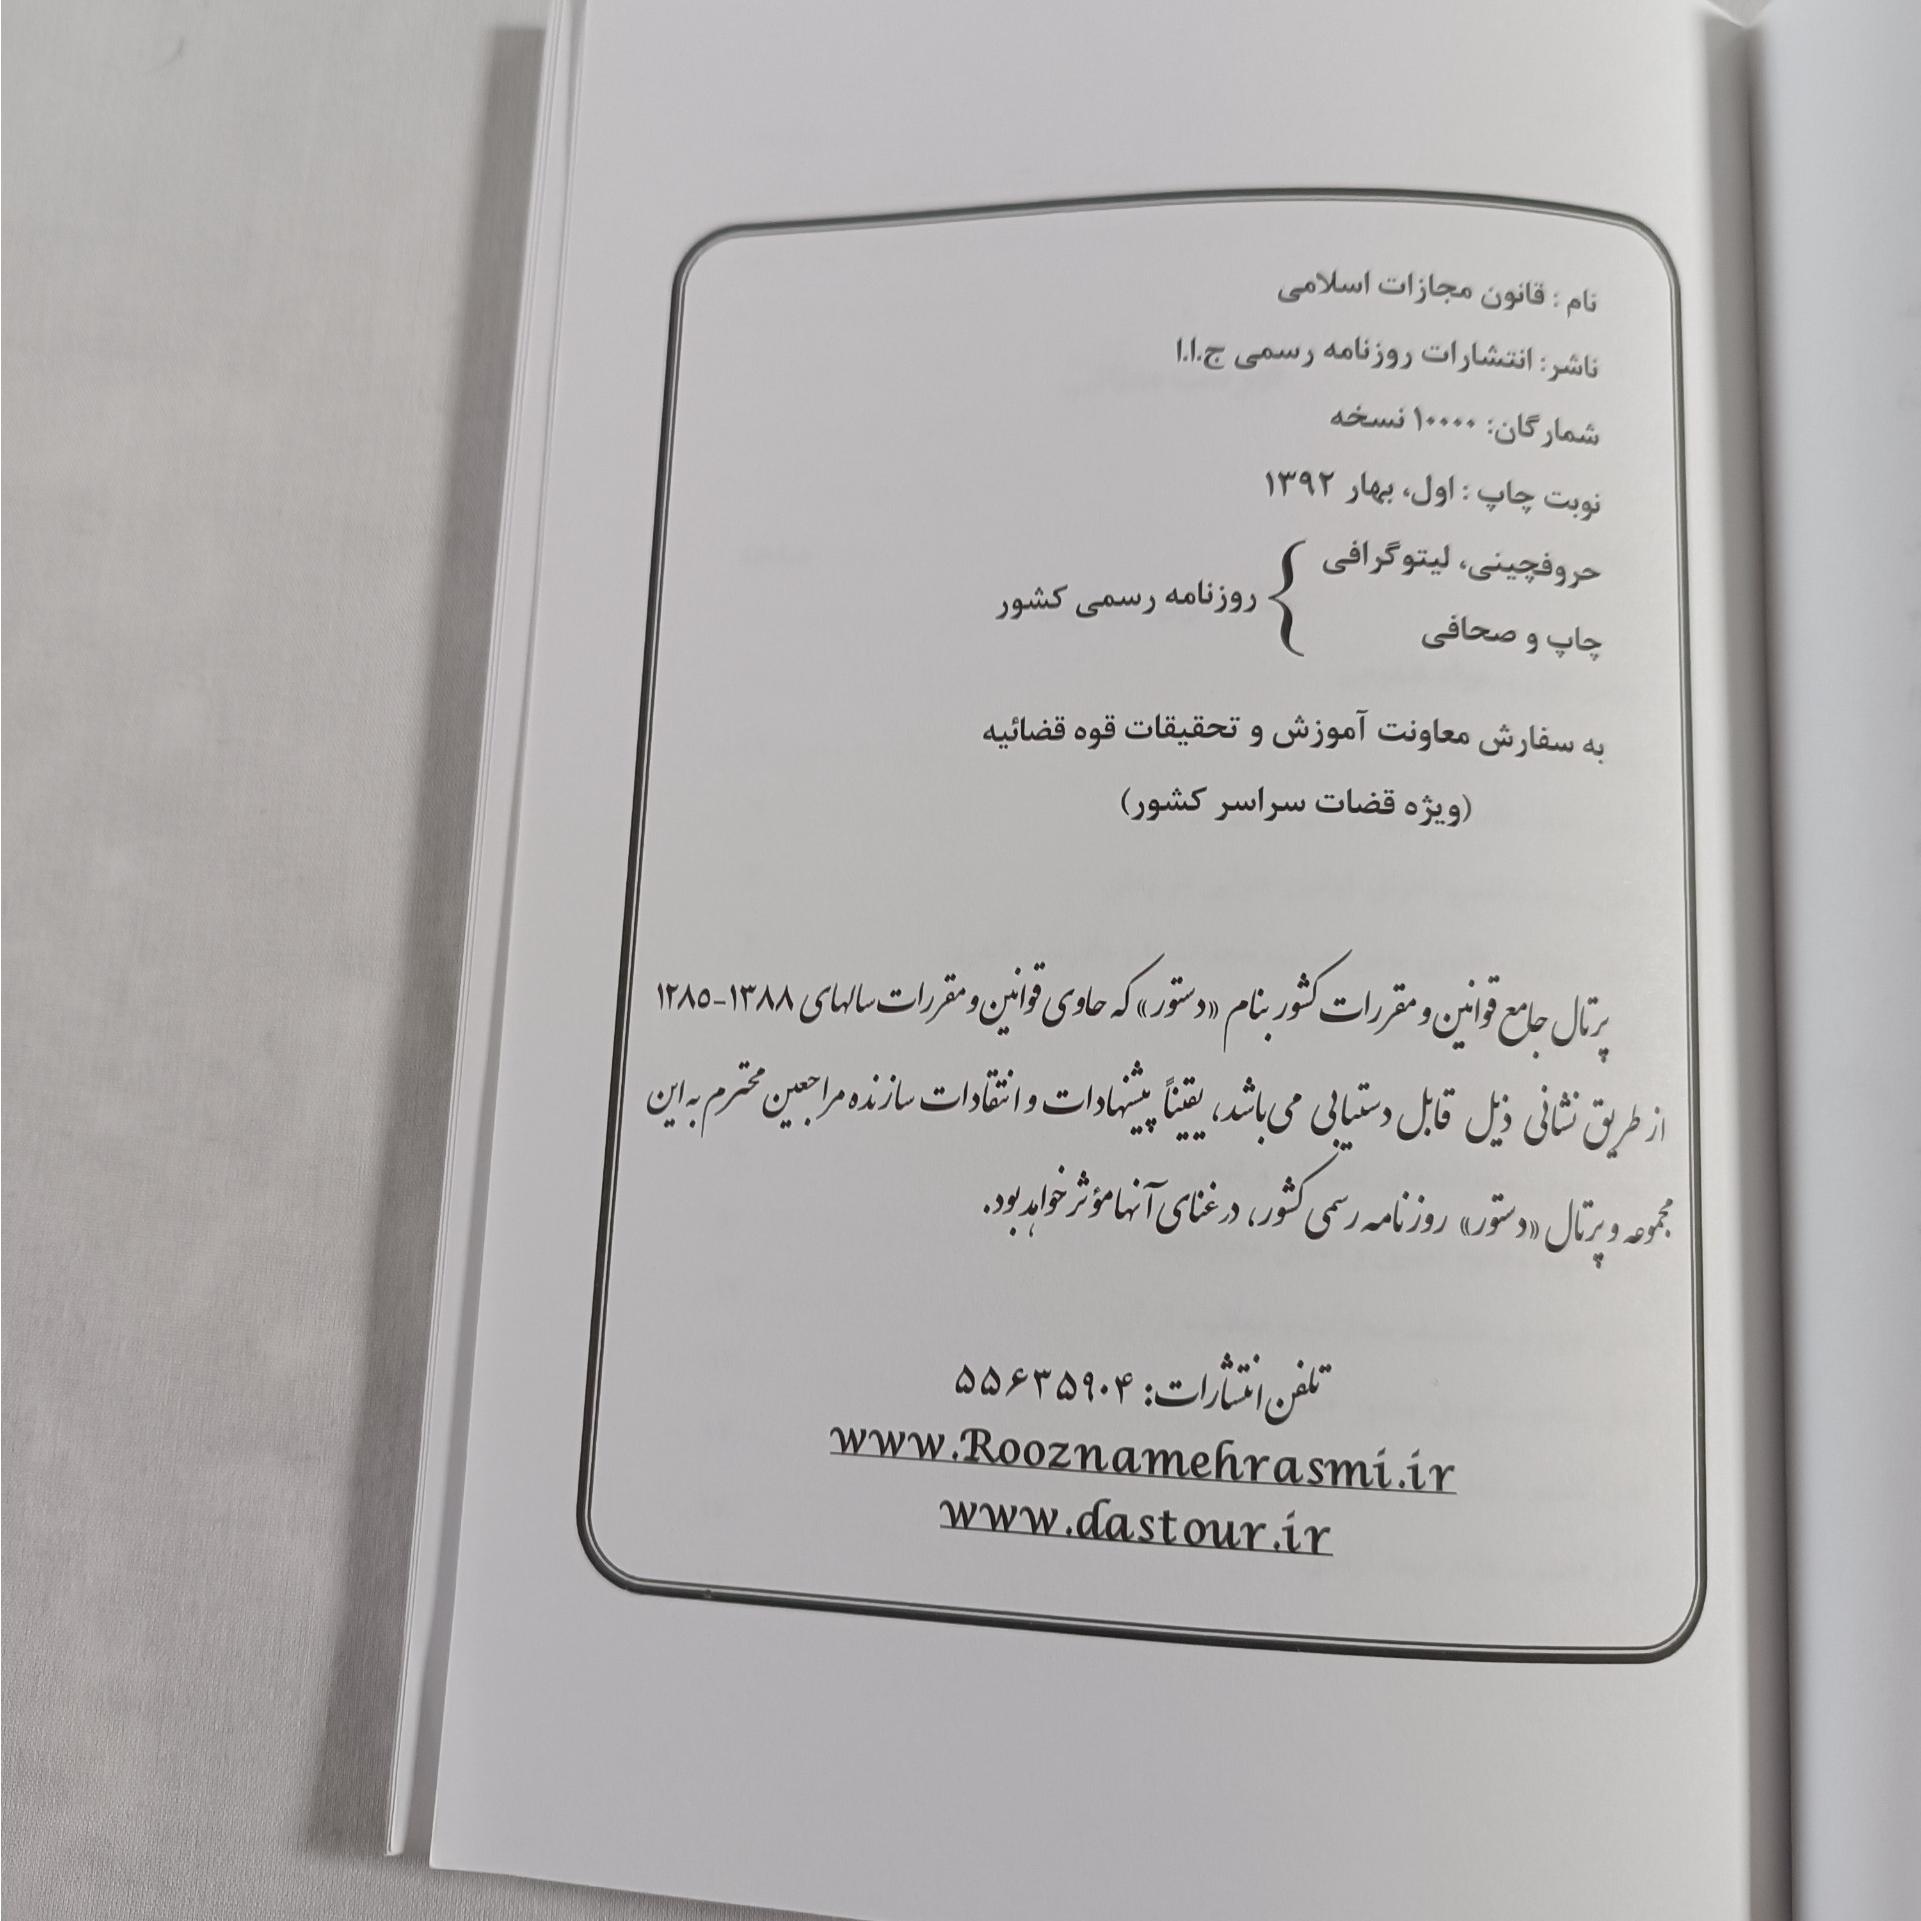 نام : قانون مجازات اسلامی
ناشر: انتشارات روزنامه رسمی ج.ا.ا
شمارگان: ۱۰۰۰۰ نسخه
نوبت چاپ : اول، بهار ۱۳۹۲
حروفچینی، لیتوگرافی
چاپ و صحافی } روزنامه رسمی کشور
به سفارش معاونت آموزش و تحقیقات قوه قضائیه
(ویژه قضات سراسر کشور)
پرتال جامع قوانین و مقررات کشور بنام «دستور» که حاوی قوانین و مقررات سالهای ۱۳۸۸-۱۲۸۵
از طریق نشانی ذیل قابل دستیابی می‌باشد، یقیناً پیشنهادات و انتقادات سازنده مراجعین محترم به این
مجموعه و پرتال «دستور» روزنامه رسمی کشور، در غنای آنها مؤثر خواهد بود.
تلفن انتشارات: ۵۵۶۳۵۹۰۴
www.Rooznamehrasmi.ir
www.dastour.ir